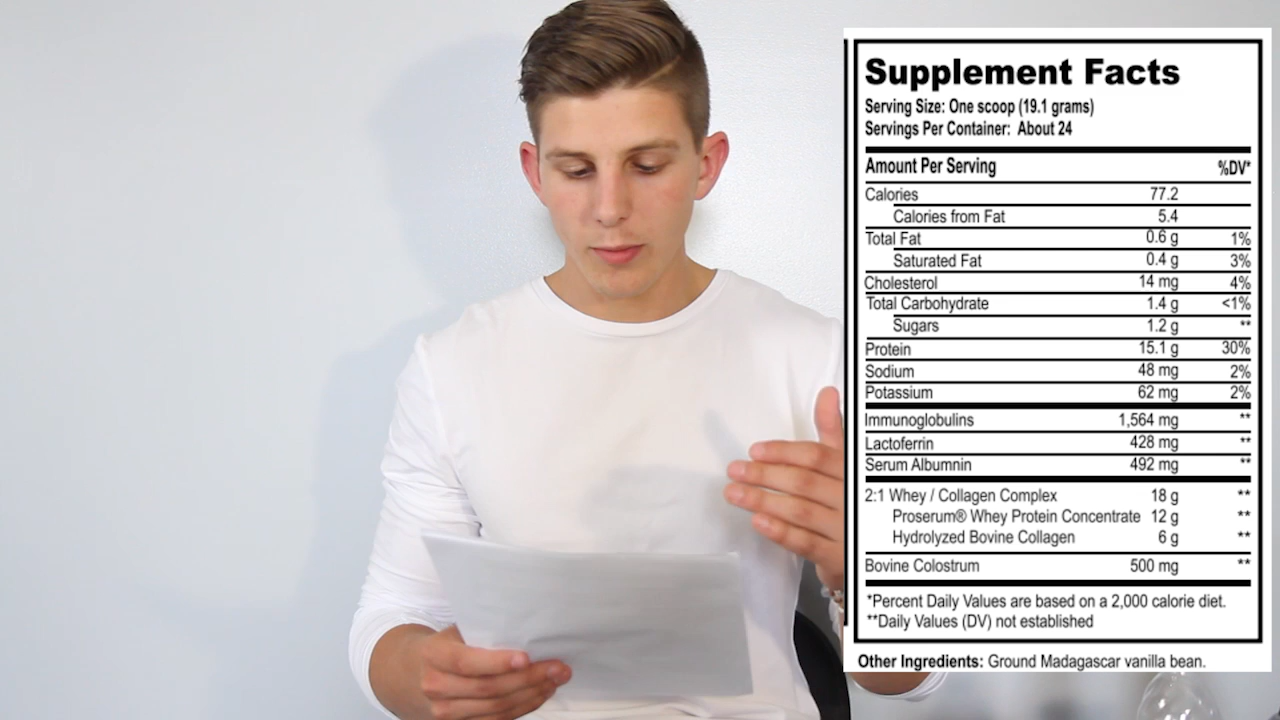 Supplement Facts
Serving Size: One scoop (19.1 grams)
Servings Per Container: About 24
Amount Per Serving %DV*
Calories 77.2
Calories from Fat 5.4
Total Fat 0.6 g 1%
Saturated Fat 0.4 g 3%
Cholesterol 14 mg 4%
Total Carbohydrate 1.4 g <1%
Sugars 1.2 g **
Protein 15.1 g 30%
Sodium 48 mg 2%
Potassium 62 mg 2%
Immunoglobulins 1,564 mg **
Lactoferrin 428 mg **
Serum Albumnin 492 mg **
2:1 Whey / Collagen Complex 18 g **
Proserum® Whey Protein Concentrate 12 g **
Hydrolyzed Bovine Collagen 6 g **
Bovine Colostrum 500 mg **
*Percent Daily Values are based on a 2,000 calorie diet.
**Daily Values (DV) not established
Other Ingredients: Ground Madagascar vanilla bean.